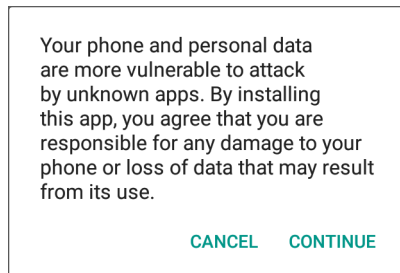 Your phone and personal data
are more vulnerable to attack
by unknown apps. By installing
this app, you agree that you are
responsible for any damage to your
phone or loss of data that may result
from its use.
CANCEL CONTINUE